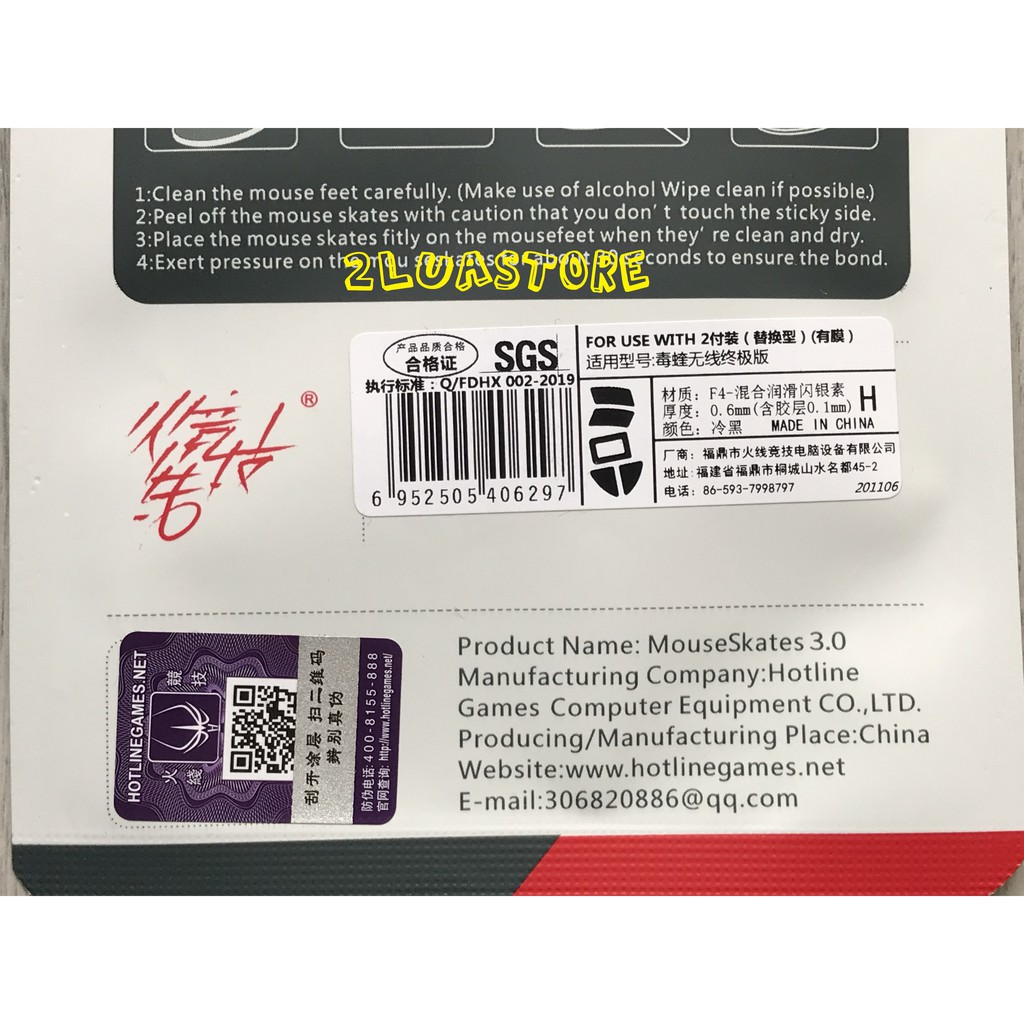 1:Clean the mouse feet carefully. (Make use of alcohol Wipe clean if possible.)
2:Peel off the mouse skates with caution that you don't touch the sticky side.
3:Place the mouse skates fitly on the mousefeet when they're clean and dry.
4:Exert pressure on the mouseskates for about 30 seconds to ensure the bond.
2LUASTORE
产品品质合格
合格证
SGS
执行标准：Q/FDHX 002-2019
6 952505 406297
FOR USE WITH 2付装（替换型）(有膜）
适用型号:毒蝰无线终极版
材质：F4-混合润滑闪银素
厚度：0.6mm(含胶层0.1mm)
H
颜色：冷黑 MADE IN CHINA
厂商：福鼎市火线竞技电脑设备有限公司
地址:福建省福鼎市桐城山水名都45-2
电话：86-593-7998797
201106
®
HOTLINEGAMES.NET
火線競技
刮开涂层 扫二维码
辨别真伪
防伪电话:400-8155-888
官网查询: http://www.hotlinegames.net/
Product Name: MouseSkates 3.0
Manufacturing Company:Hotline
Games Computer Equipment CO.,LTD.
Producing/Manufacturing Place:China
Website:www.hotlinegames.net
E-mail:306820886@qq.com